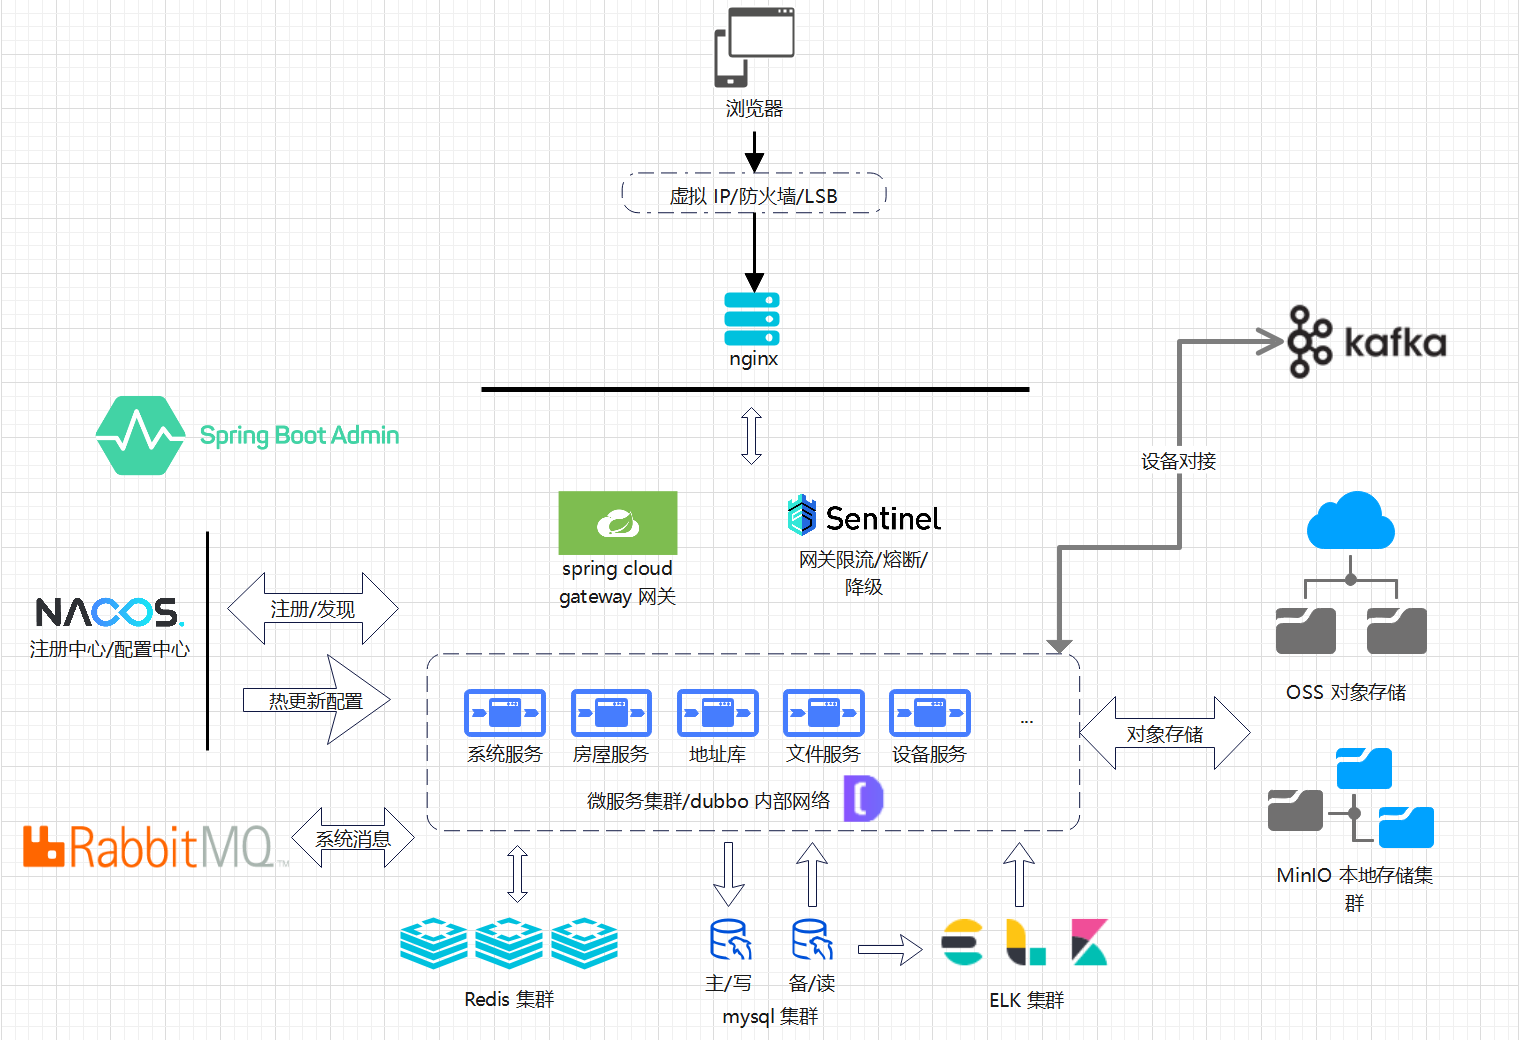 浏览器
虚拟 IP/防火墙/LSB
nginx
kafka
Spring Boot Admin
设备对接
Sentinel
网关限流/熔断/
降级
spring cloud
gateway 网关
NACOS.
注册中心/配置中心
注册/发现
热更新配置
OSS 对象存储
系统服务
房屋服务
地址库
文件服务
设备服务
...
对象存储
微服务集群/dubbo 内部网络
RabbitMQ™
系统消息
MinIO 本地存储集
群
主/写
备/读
Redis 集群
mysql 集群
ELK 集群